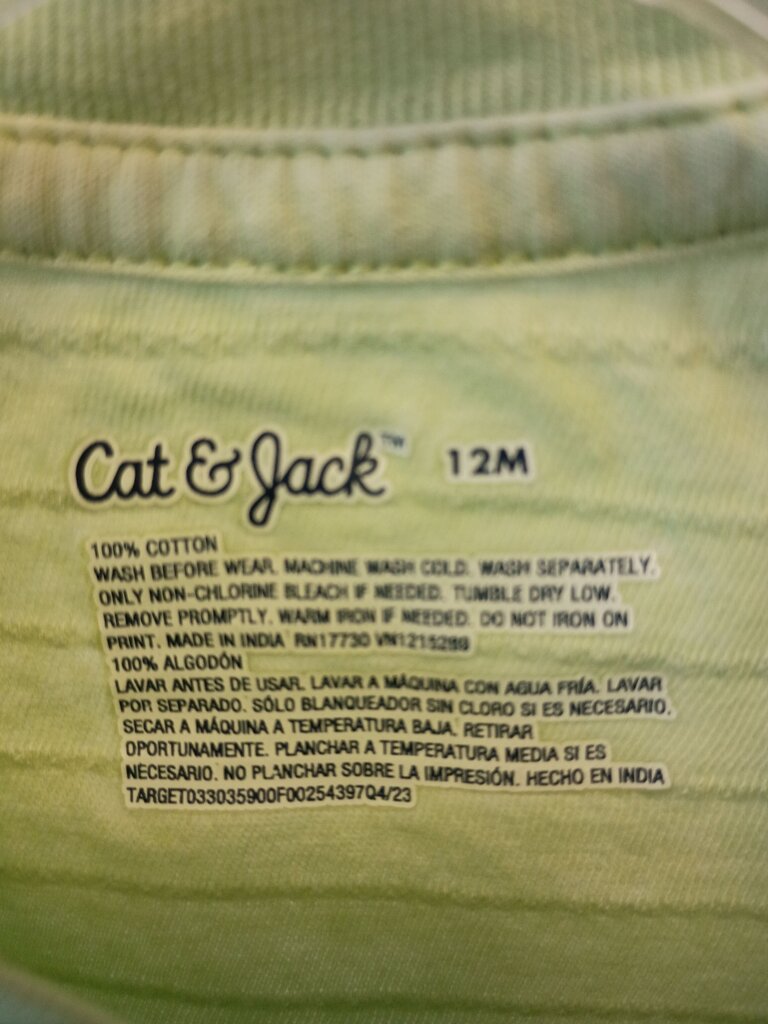 Cat & Jack™ 12M
100% COTTON
WASH BEFORE WEAR. MACHINE WASH COLD. WASH SEPARATELY.
ONLY NON-CHLORINE BLEACH IF NEEDED. TUMBLE DRY LOW.
REMOVE PROMPTLY. WARM IRON IF NEEDED. DO NOT IRON ON
PRINT. MADE IN INDIA RN17730
100% ALGODÓN
LAVAR ANTES DE USAR. LAVAR A MÁQUINA CON AGUA FRÍA. LAVAR
POR SEPARADO. SÓLO BLANQUEADOR SIN CLORO SI ES NECESARIO.
SECAR A MÁQUINA A TEMPERATURA BAJA. RETIRAR
OPORTUNAMENTE. PLANCHAR A TEMPERATURA MEDIA SI ES
NECESARIO. NO PLANCHAR SOBRE LA IMPRESIÓN. HECHO EN INDIA
TARGET033035900F00254397Q4/23